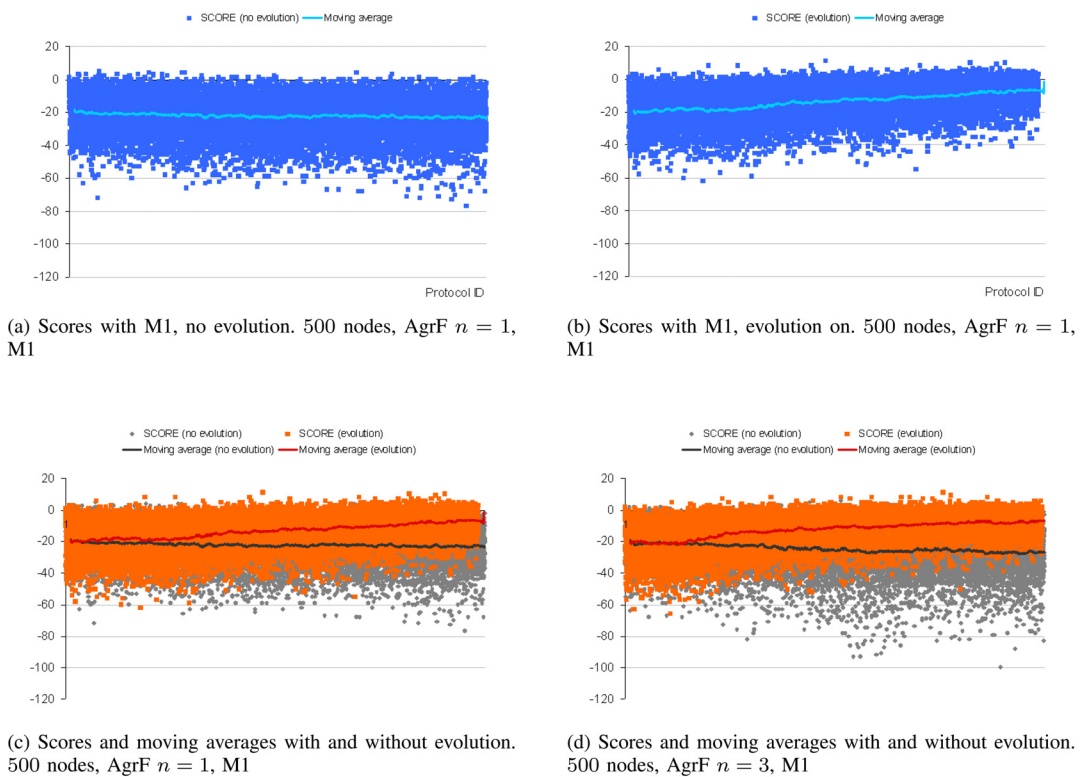 SCORE (no evolution) Moving average
20
0
-20
-40
-60
-80
-100
-120
Protocol ID
(a) Scores with M1, no evolution. 500 nodes, AgrF n = 1,
M1
SCORE (evolution) Moving average
20
0
-20
-40
-60
-80
-100
-120
Protocol ID
(b) Scores with M1, evolution on. 500 nodes, AgrF n = 1,
M1
SCORE (no evolution) SCORE (evolution)
Moving average (no evolution) Moving average (evolution)
20
0
-20
-40
-60
-80
-100
-120
(c) Scores and moving averages with and without evolution.
500 nodes, AgrF n = 1, M1
SCORE (no evolution) SCORE (evolution)
Moving average (no evolution) Moving average (evolution)
20
0
-20
-40
-60
-80
-100
-120
(d) Scores and moving averages with and without evolution.
500 nodes, AgrF n = 3, M1